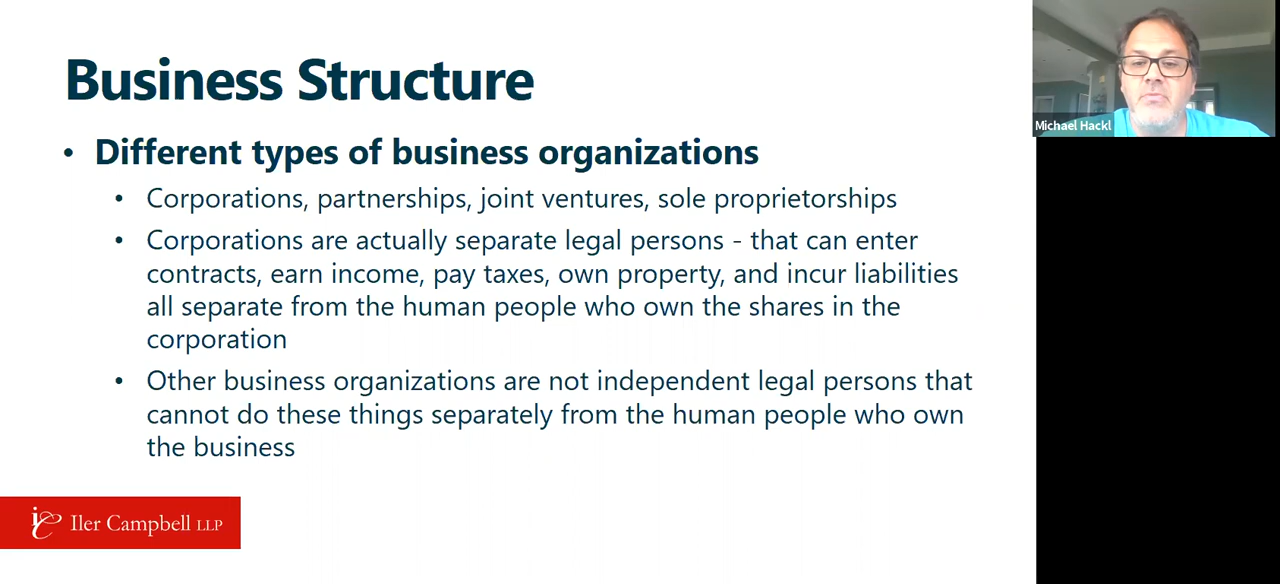 Business Structure
• Different types of business organizations
• Corporations, partnerships, joint ventures, sole proprietorships
• Corporations are actually separate legal persons - that can enter
contracts, earn income, pay taxes, own property, and incur liabilities
all separate from the human people who own the shares in the
corporation
• Other business organizations are not independent legal persons that
cannot do these things separately from the human people who own
the business
ic Iler Campbell LLP
Michael Hackl